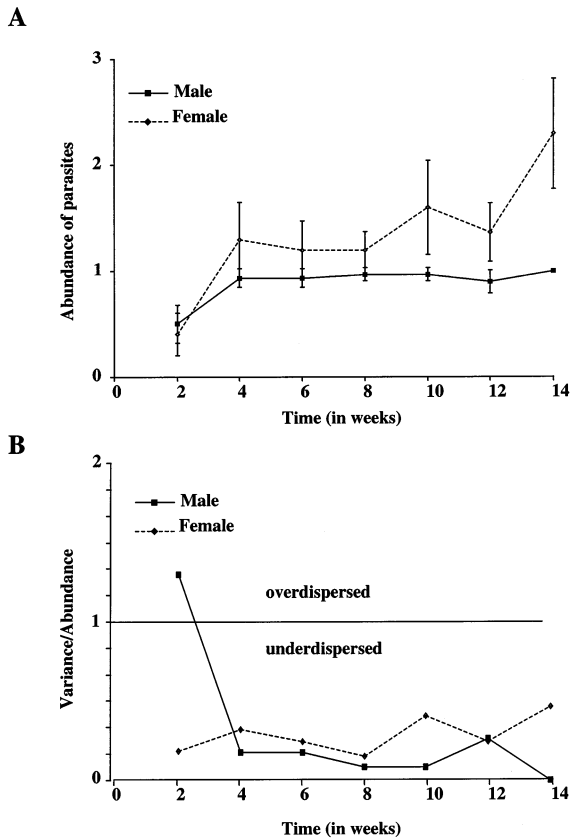 A
3
2
1
0
Male
Female
Abundance of parasites
0 2 4 6 8 10 12 14
Time (in weeks)
B
2
1
0
Male
Female
overdispersed
underdispersed
Variance/Abundance
0 2 4 6 8 10 12 14
Time (in weeks)